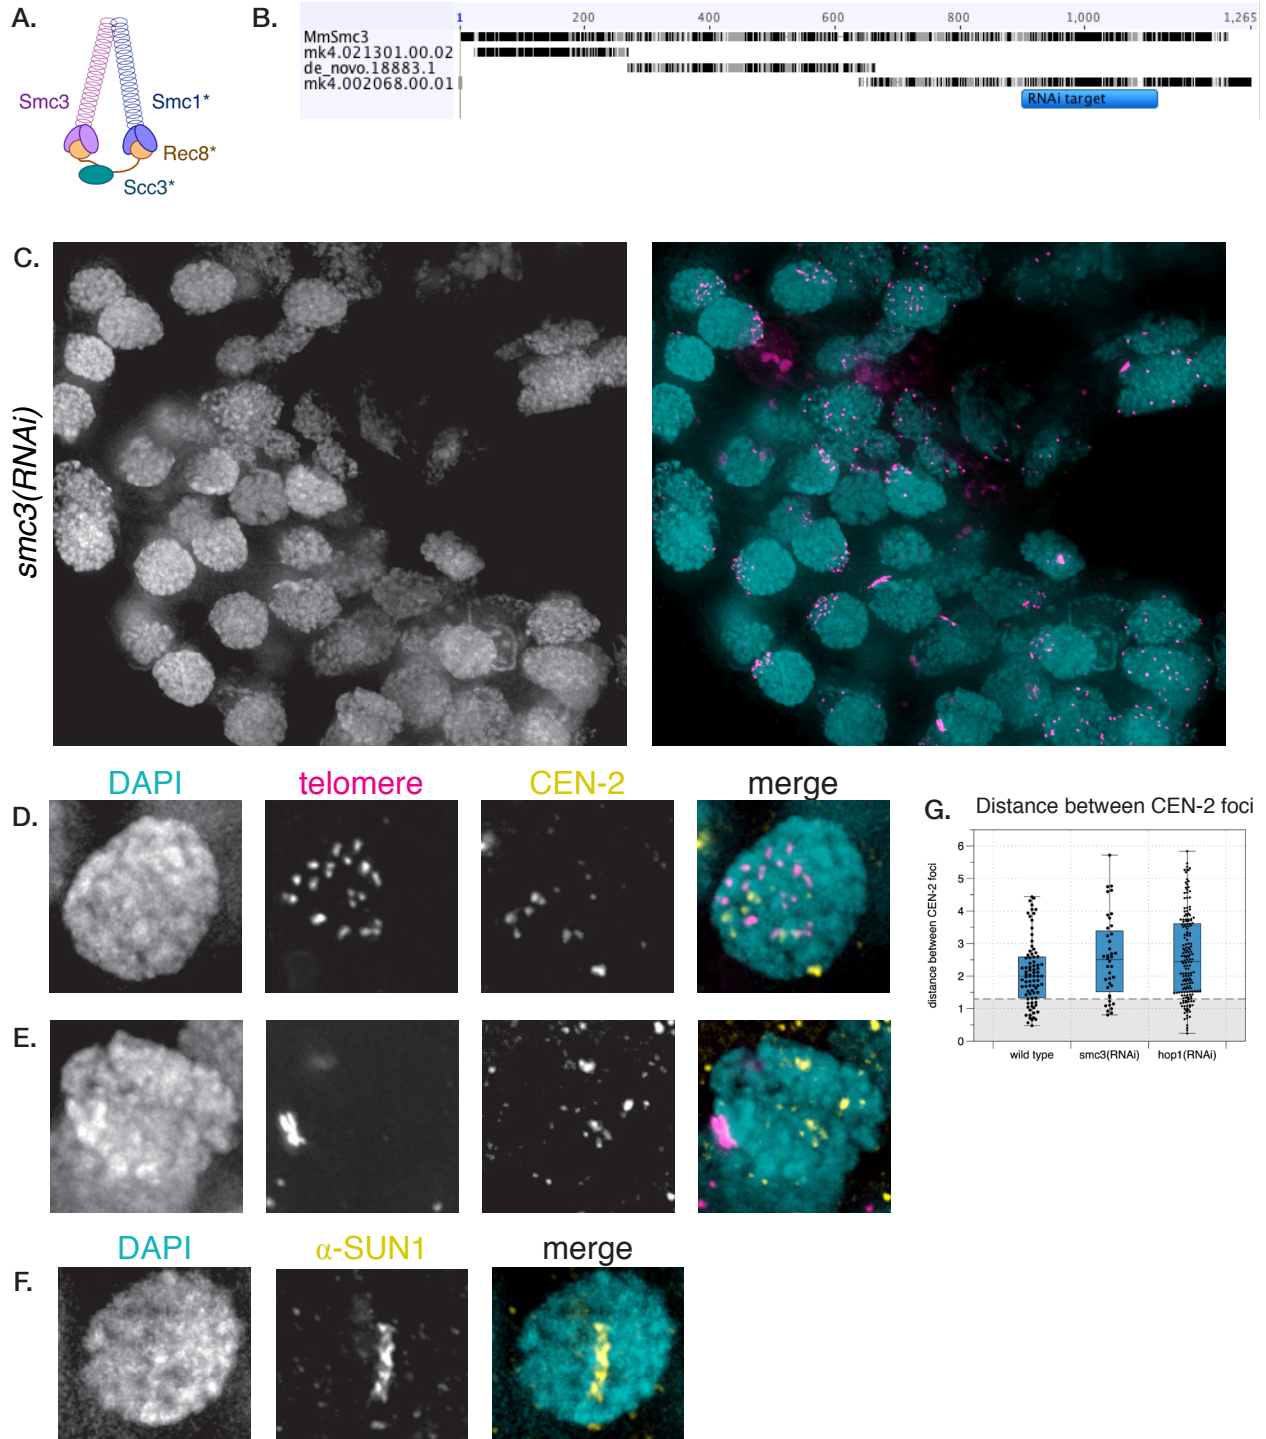 A.
Smc3
Smc1*
Rec8*
Scc3*
B.
1 200 400 600 800 1,000 1,265
MmSmc3
mk4.021301.00.02
de_novo.18883.1
mk4.002068.00.01
RNAi target
C.
smc3(RNAi)
DAPI telomere CEN-2 merge
D.
E.
DAPI α-SUN1 merge
F.
G. Distance between CEN-2 foci
distance between CEN-2 foci
6
5
4
3
2
1
0
wild type smc3(RNAi) hop1(RNAi)